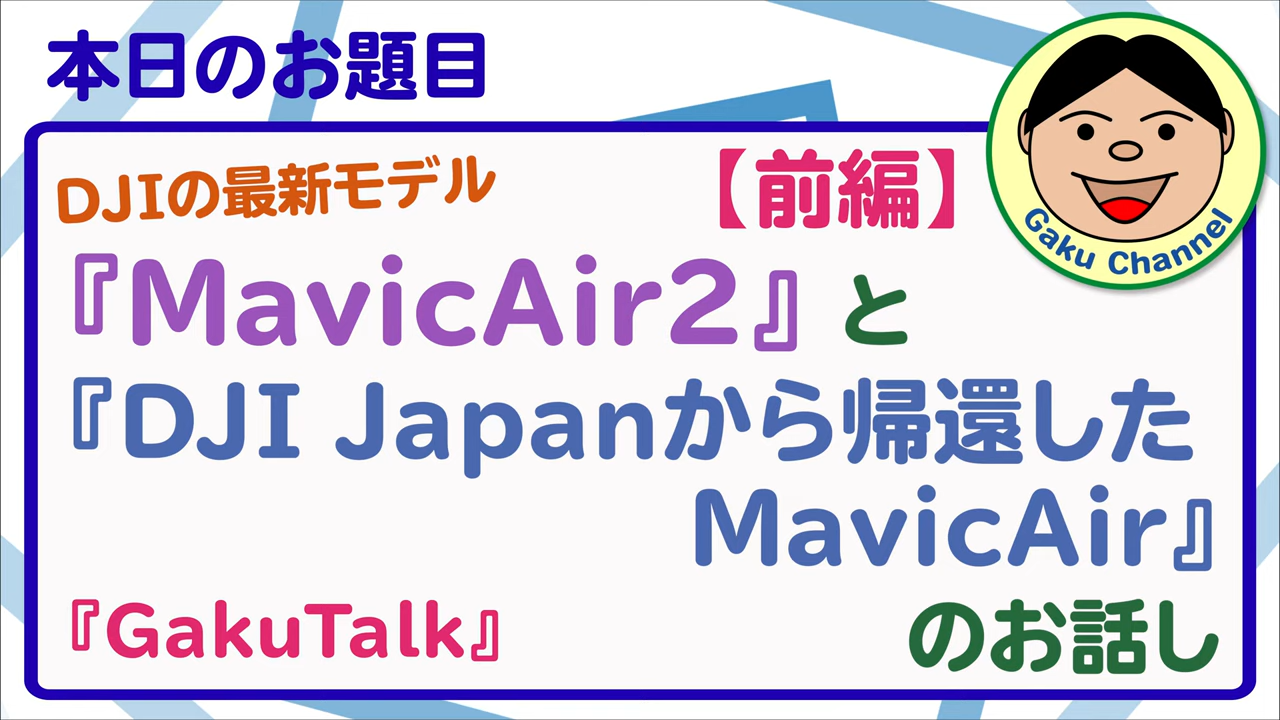 本日のお題目
DJIの最新モデル
【前編】
『MavicAir2』と
『DJI Japanから帰還した
MavicAir』
『GakuTalk』
のお話し
Gaku Channel